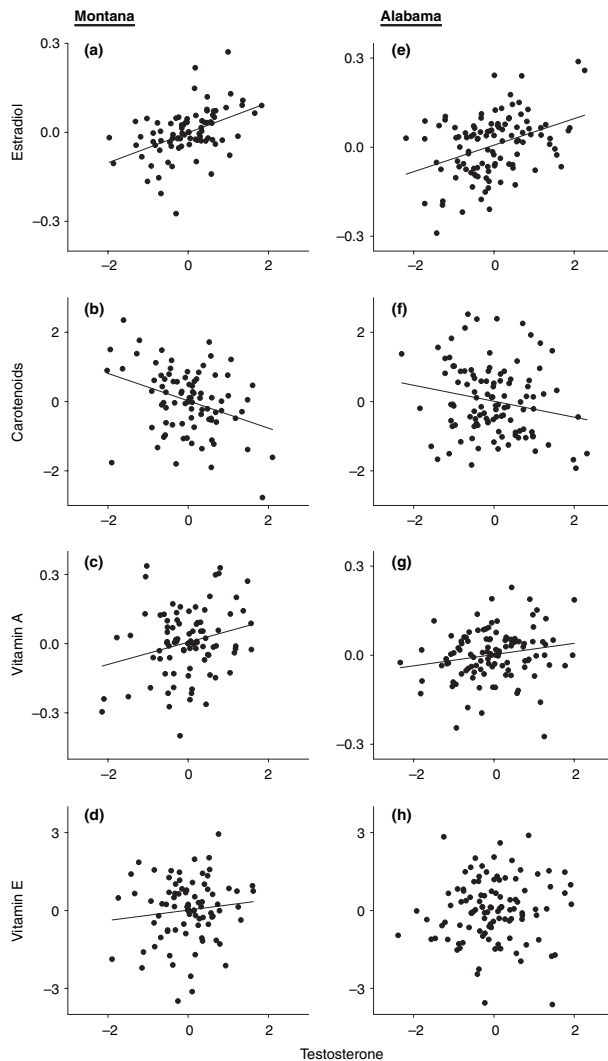 Montana Alabama
(a) (e)
0.3 0.3
Estradiol
0.0 0.0
–0.3 –0.3
–2 0 2 –2 0 2
(b) (f)
2 2
Carotenoids
0 0
–2 –2
–2 0 2 –2 0 2
(c) (g)
0.3 0.3
Vitamin A
0.0 0.0
–0.3 –0.3
–2 0 2 –2 0 2
(d) (h)
3 3
Vitamin E
0 0
–3 –3
–2 0 2 –2 0 2
Testosterone